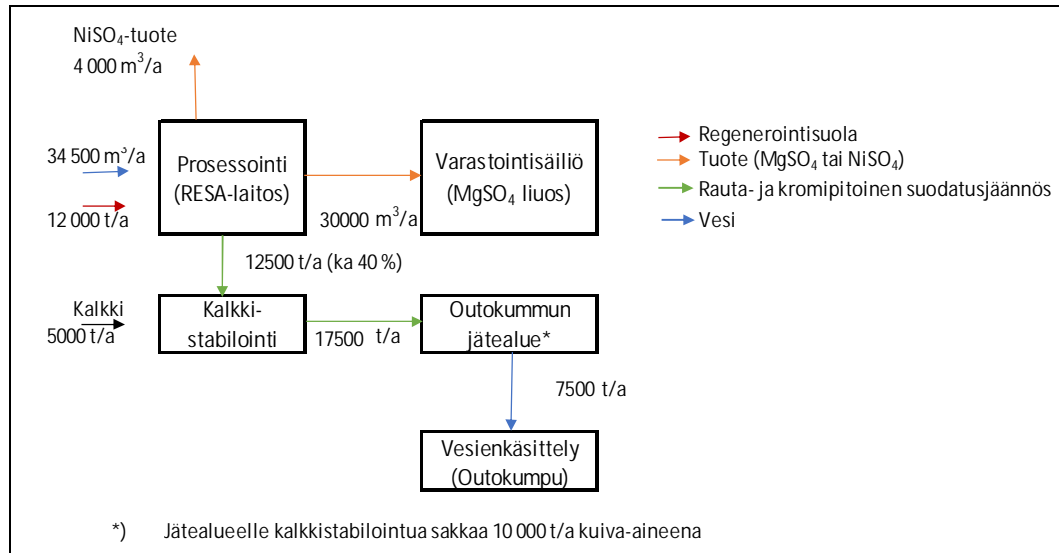 NiSO₄-tuote
4 000 m³/a
34 500 m³/a
12 000 t/a
Prosessointi
(RESA-laitos)
30000 m³/a
Varastointisäiliö
(MgSO₄ liuos)
Regenerointisuola
Tuote (MgSO₄ tai NiSO₄)
Rauta- ja kromipitoinen suodatusjäännös
Vesi
12500 t/a (ka 40 %)
Kalkki
5000 t/a
Kalkki-
stabilointi
17500 t/a
Outokummun
jätealue*
7500 t/a
Vesienkäsittely
(Outokumpu)
*) Jätealueelle kalkkistabilointua sakkaa 10 000 t/a kuiva-aineena